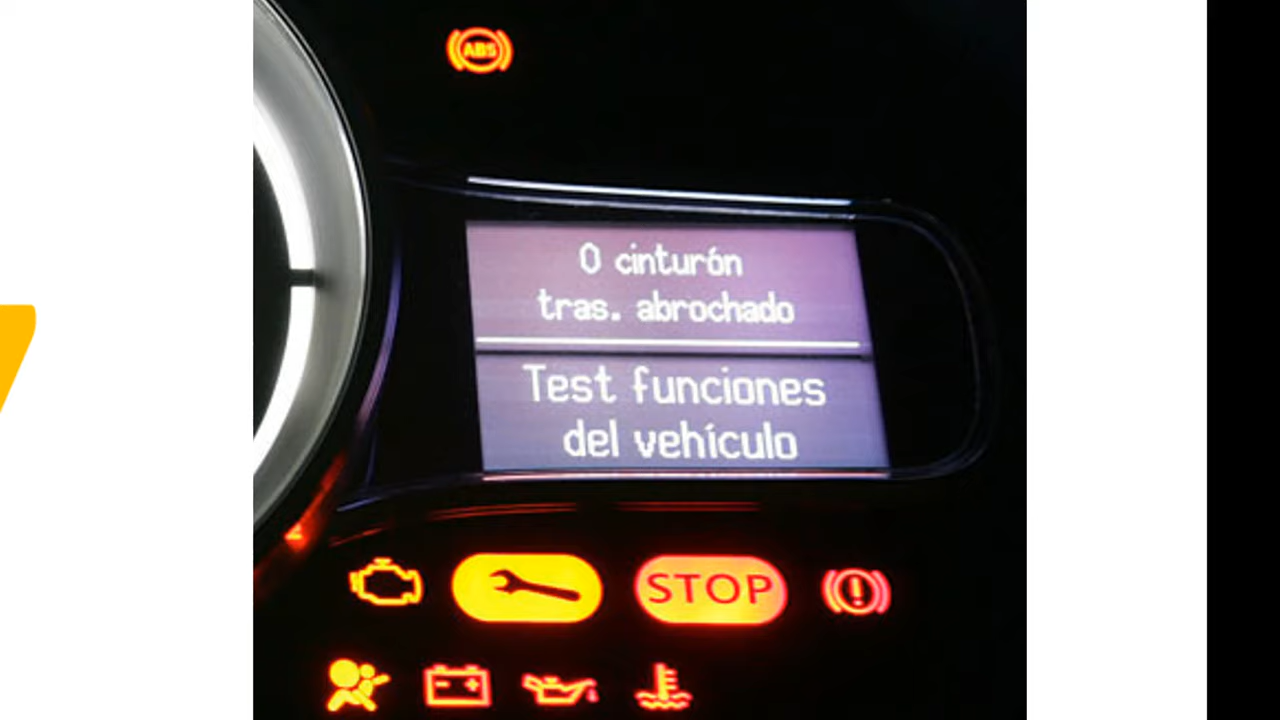 ABS
0 cinturón
tras. abrochado
Test funciones
del vehículo
STOP